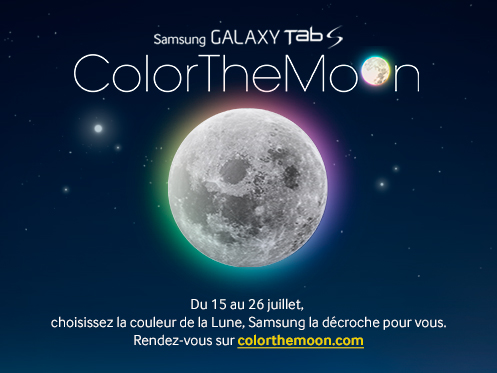 Samsung GALAXY Tab S
ColorTheMoon
Du 15 au 26 juillet,
choisissez la couleur de la Lune, Samsung la décroche pour vous.
Rendez-vous sur colorthemoon.com